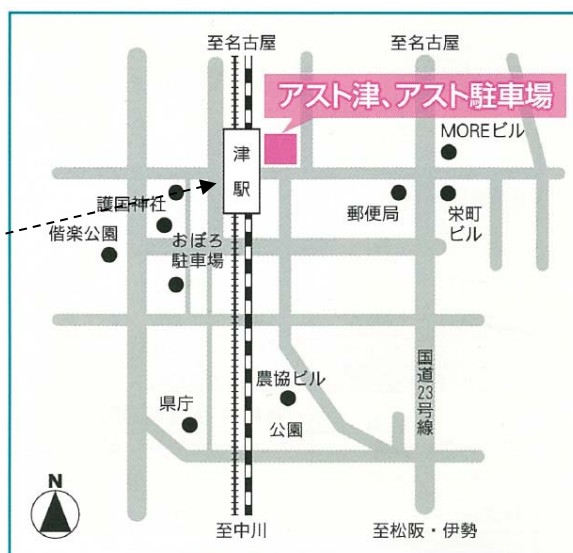 至名古屋
至名古屋
アスト津、アスト駐車場
MOREビル
津駅
護国神社
郵便局
栄町
ビル
偕楽公園
おぼろ
駐車場
国道23号線
農協ビル
県庁
公園
N
至中川
至松阪・伊勢